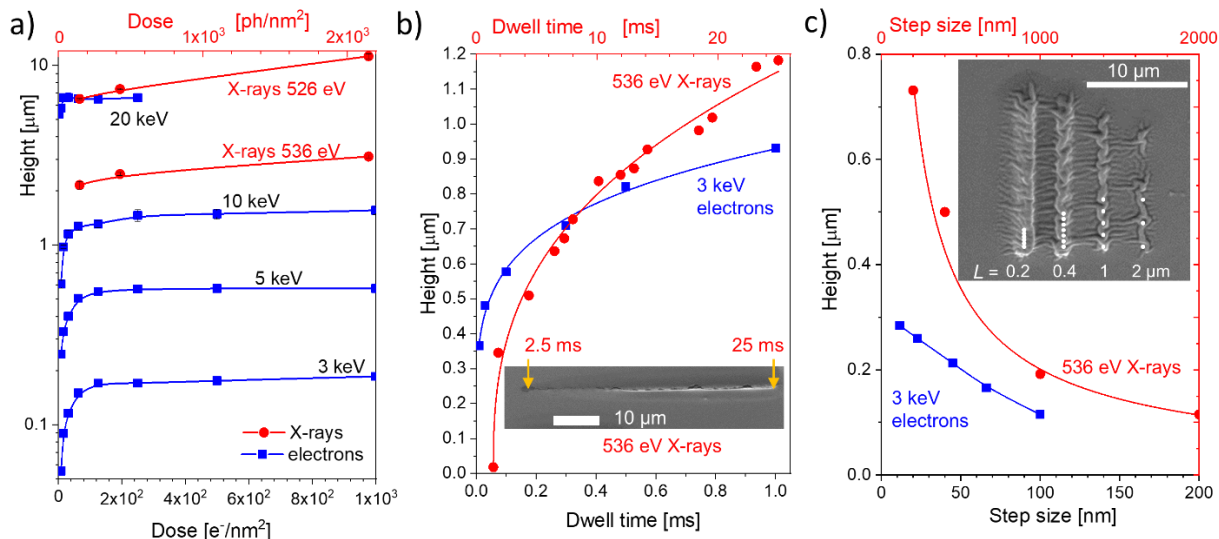 a)
Dose [ph/nm²]
0 1x10³ 2x10³
10
1
0.1
Height [µm]
X-rays 526 eV
20 keV
X-rays 536 eV
10 keV
5 keV
3 keV
X-rays
electrons
0 2x10² 4x10² 6x10² 8x10² 1x10³
Dose [e⁻/nm²]
b)
Dwell time [ms]
0 10 20
1.2
1.1
1.0
0.9
0.8
0.7
0.6
0.5
0.4
0.3
0.2
0.1
0.0
Height [µm]
536 eV X-rays
3 keV
electrons
2.5 ms 25 ms
10 µm
536 eV X-rays
0.0 0.2 0.4 0.6 0.8 1.0
Dwell time [ms]
c)
Step size [nm]
0 1000 2000
0.8
0.6
0.4
0.2
0.0
Height [µm]
10 µm
L = 0.2 0.4 1 2 µm
536 eV X-rays
3 keV
electrons
0 50 100 150 200
Step size [nm]